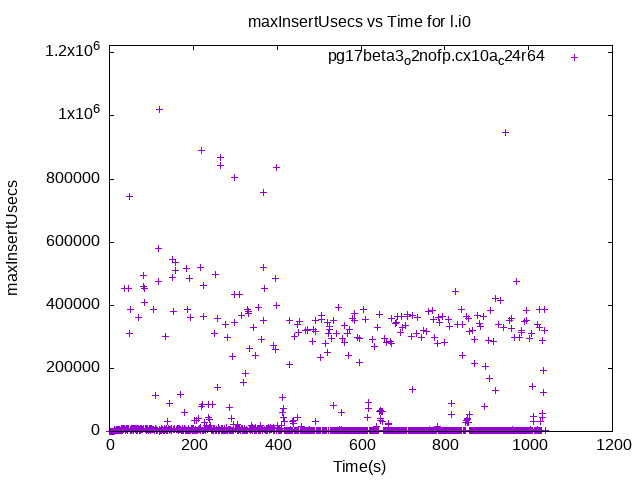 maxInsertUsecs vs Time for l.i0
pg17beta3_o2nofp.cx10a_c24r64
1.2x10^6
1x10^6
800000
600000
400000
200000
0
maxInsertUsecs
0 200 400 600 800 1000 1200
Time(s)